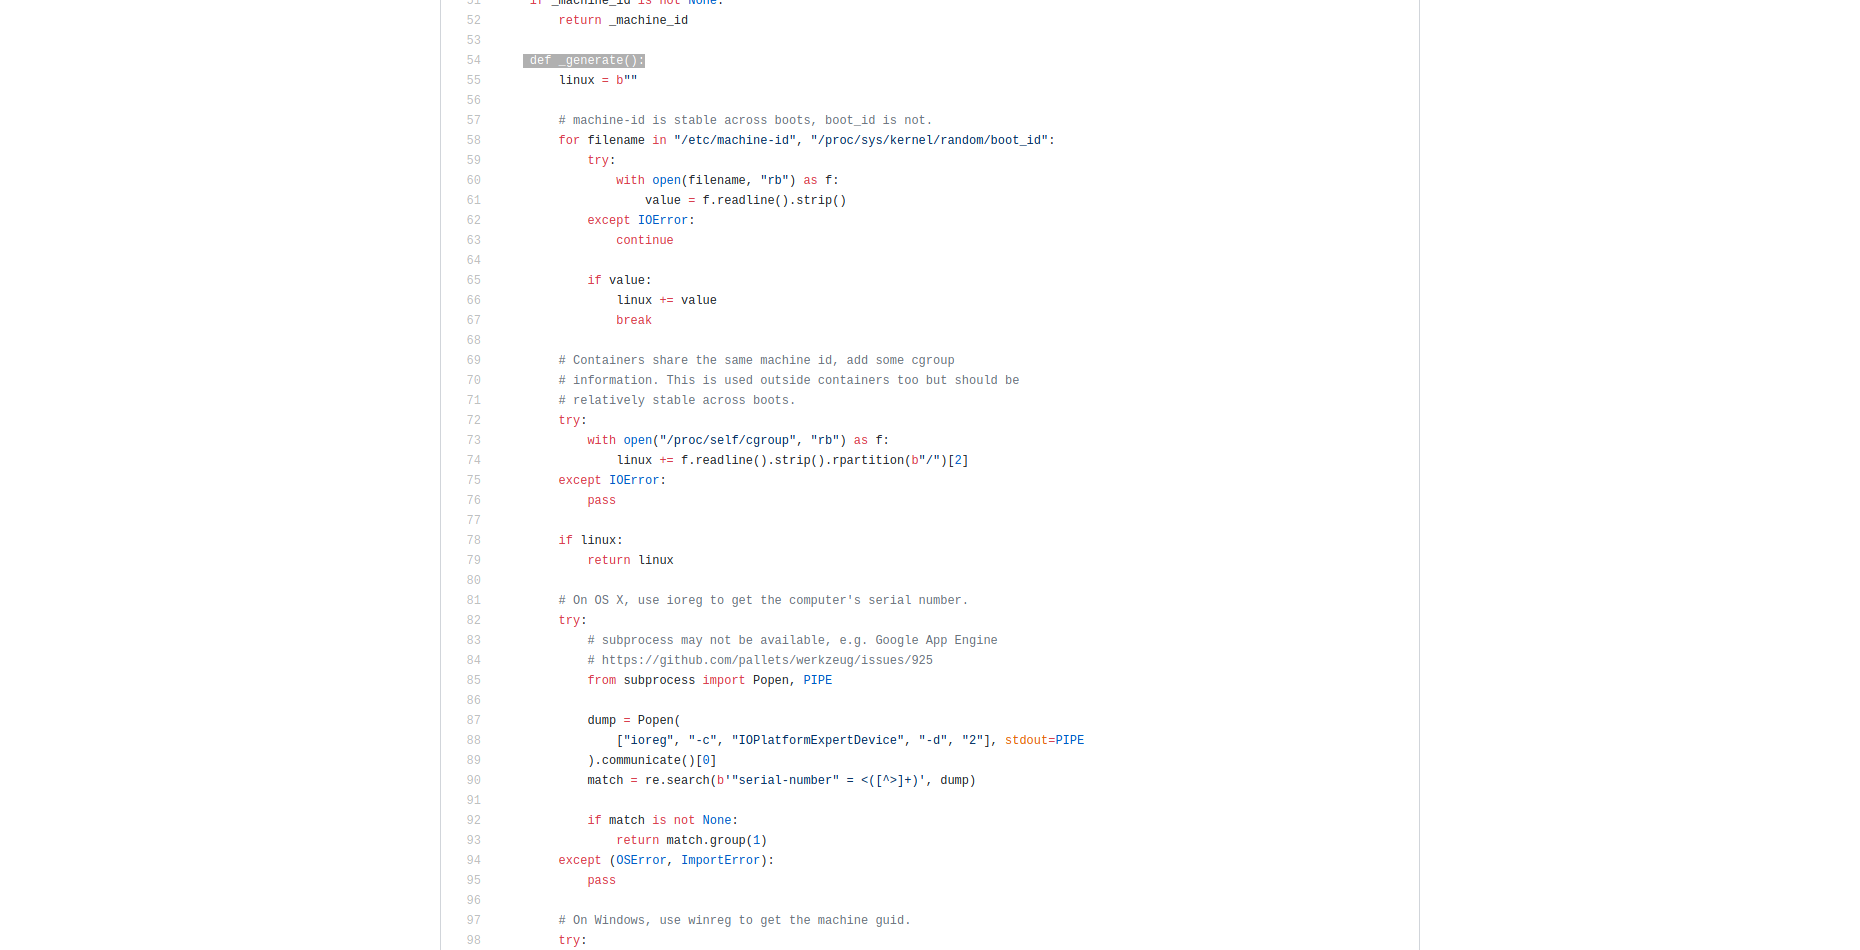 51 if _machine_id is not None:
52 return _machine_id
53
54 def _generate():
55 linux = b""
56
57 # machine-id is stable across boots, boot_id is not.
58 for filename in "/etc/machine-id", "/proc/sys/kernel/random/boot_id":
59 try:
60 with open(filename, "rb") as f:
61 value = f.readline().strip()
62 except IOError:
63 continue
64
65 if value:
66 linux += value
67 break
68
69 # Containers share the same machine id, add some cgroup
70 # information. This is used outside containers too but should be
71 # relatively stable across boots.
72 try:
73 with open("/proc/self/cgroup", "rb") as f:
74 linux += f.readline().strip().rpartition(b"/")[2]
75 except IOError:
76 pass
77
78 if linux:
79 return linux
80
81 # On OS X, use ioreg to get the computer's serial number.
82 try:
83 # subprocess may not be available, e.g. Google App Engine
84 # https://github.com/pallets/werkzeug/issues/925
85 from subprocess import Popen, PIPE
86
87 dump = Popen(
88 ["ioreg", "-c", "IOPlatformExpertDevice", "-d", "2"], stdout=PIPE
89 ).communicate()[0]
90 match = re.search(b'"serial-number" = <([^>]+)', dump)
91
92 if match is not None:
93 return match.group(1)
94 except (OSError, ImportError):
95 pass
96
97 # On Windows, use winreg to get the machine guid.
98 try: